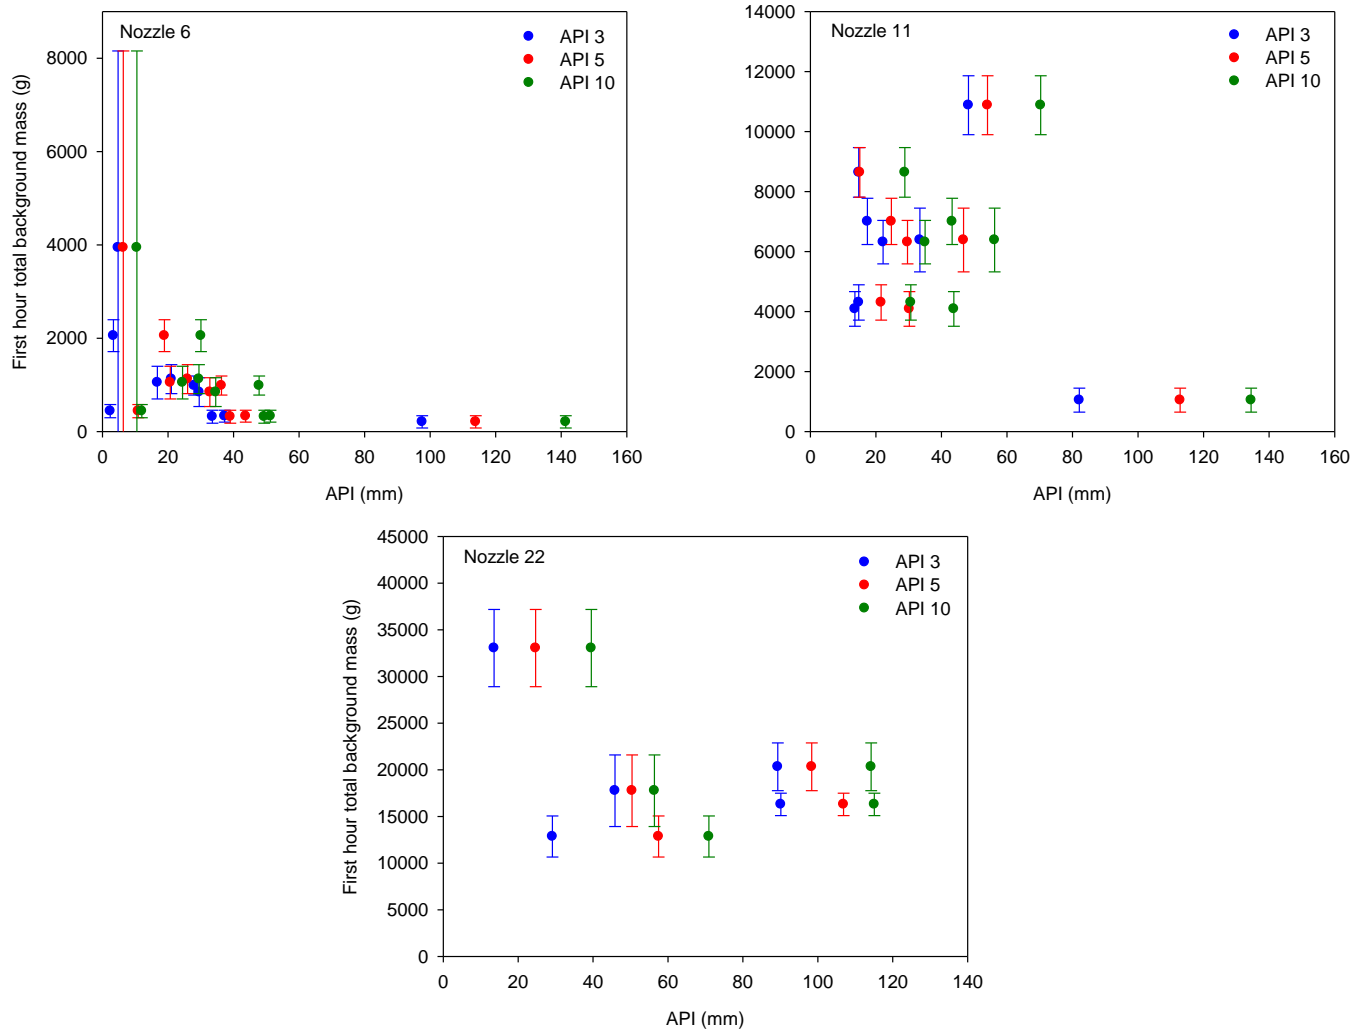 Nozzle 6
API 3
API 5
API 10
8000
6000
4000
2000
0
First hour total background mass (g)
0 20 40 60 80 100 120 140 160
API (mm)
Nozzle 11
API 3
API 5
API 10
14000
12000
10000
8000
6000
4000
2000
0
0 20 40 60 80 100 120 140 160
API (mm)
Nozzle 22
API 3
API 5
API 10
45000
40000
35000
30000
25000
20000
15000
10000
5000
0
First hour total background mass (g)
0 20 40 60 80 100 120 140
API (mm)